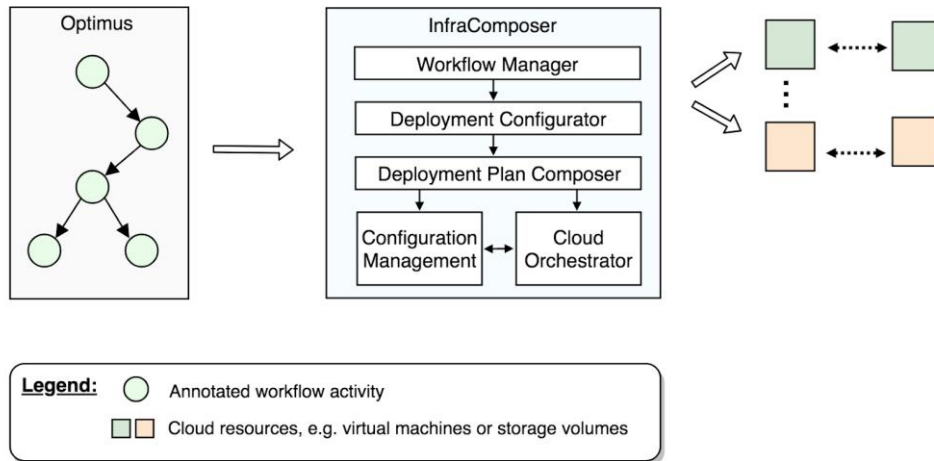 Optimus
InfraComposer
Workflow Manager
Deployment Configurator
Deployment Plan Composer
Configuration
Management
Cloud
Orchestrator
Legend:
Annotated workflow activity
Cloud resources, e.g. virtual machines or storage volumes